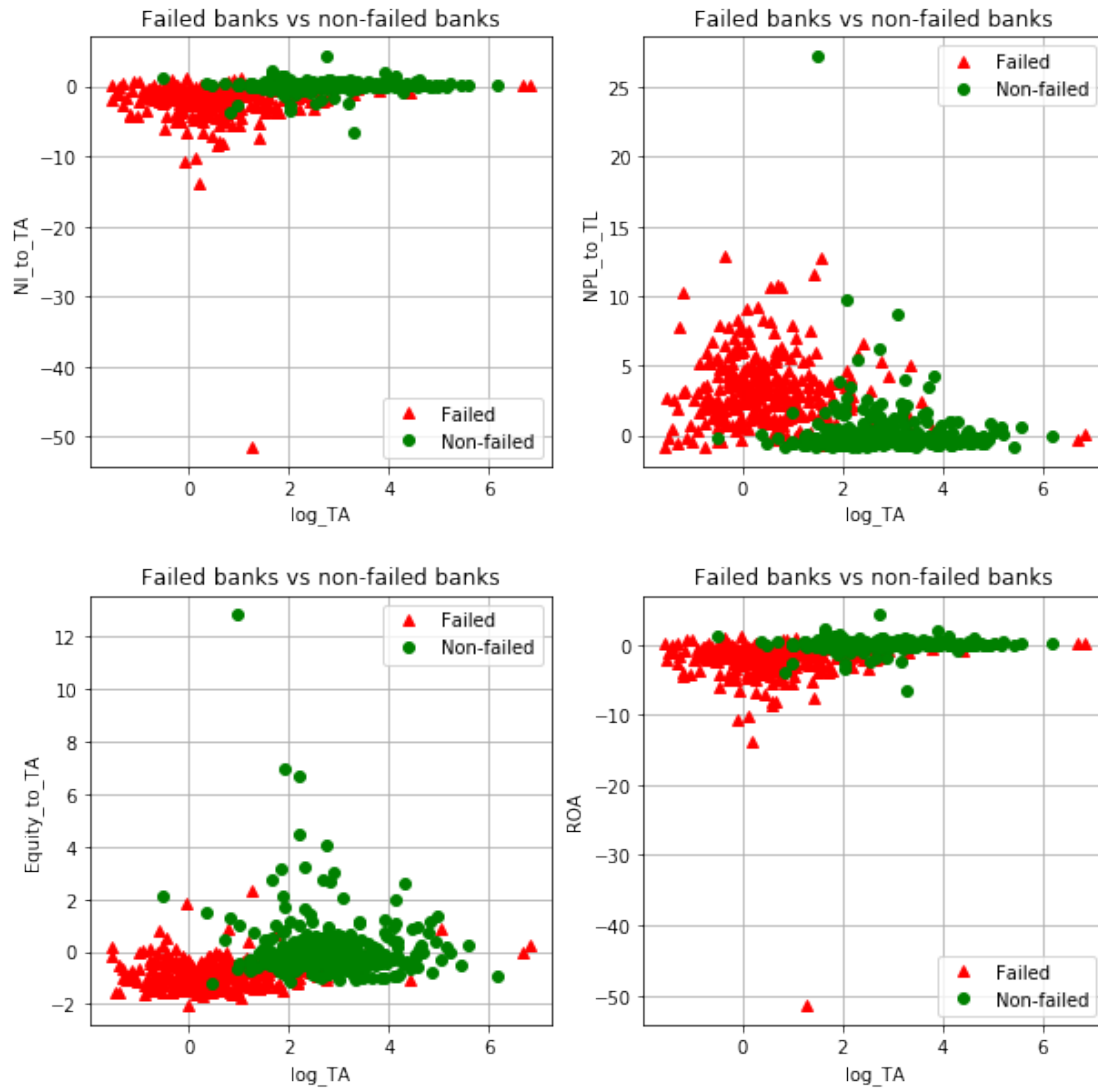 Failed banks vs non-failed banks
0
−10
−20
−30
−40
−50
NI_to_TA
Failed
Non-failed
0 2 4 6
log_TA
Failed banks vs non-failed banks
Failed
Non-failed
25
20
15
10
5
0
NPL_to_TL
0 2 4 6
log_TA
Failed banks vs non-failed banks
Failed
Non-failed
12
10
8
6
4
2
0
−2
Equity_to_TA
0 2 4 6
log_TA
Failed banks vs non-failed banks
0
−10
−20
−30
−40
−50
ROA
Failed
Non-failed
0 2 4 6
log_TA